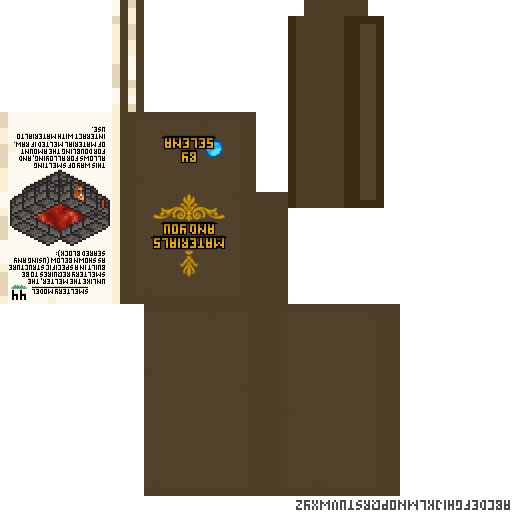 44
SMELTERY MODEL
UNLIKE THE MELTER, THE
SMELTERY REQUIRES TO BE
BUILT IN A SPECIFIC STRUCTURE
AS SHOWN BELOW (USING ANY
SEARED BLOCK):
THIS WAY OF SMELTING
ALLOWS FOR ALLOYING, AND
FOR DOUBLING THE AMOUNT
OF MATERIAL MELTED IF RAW.
INTERACT WITH MATERIAL TO
USE.
MATERIALS
AND YOU
BY
SELENA
ABCDEFGHIJKLMNOPQRSTUVWXYZ